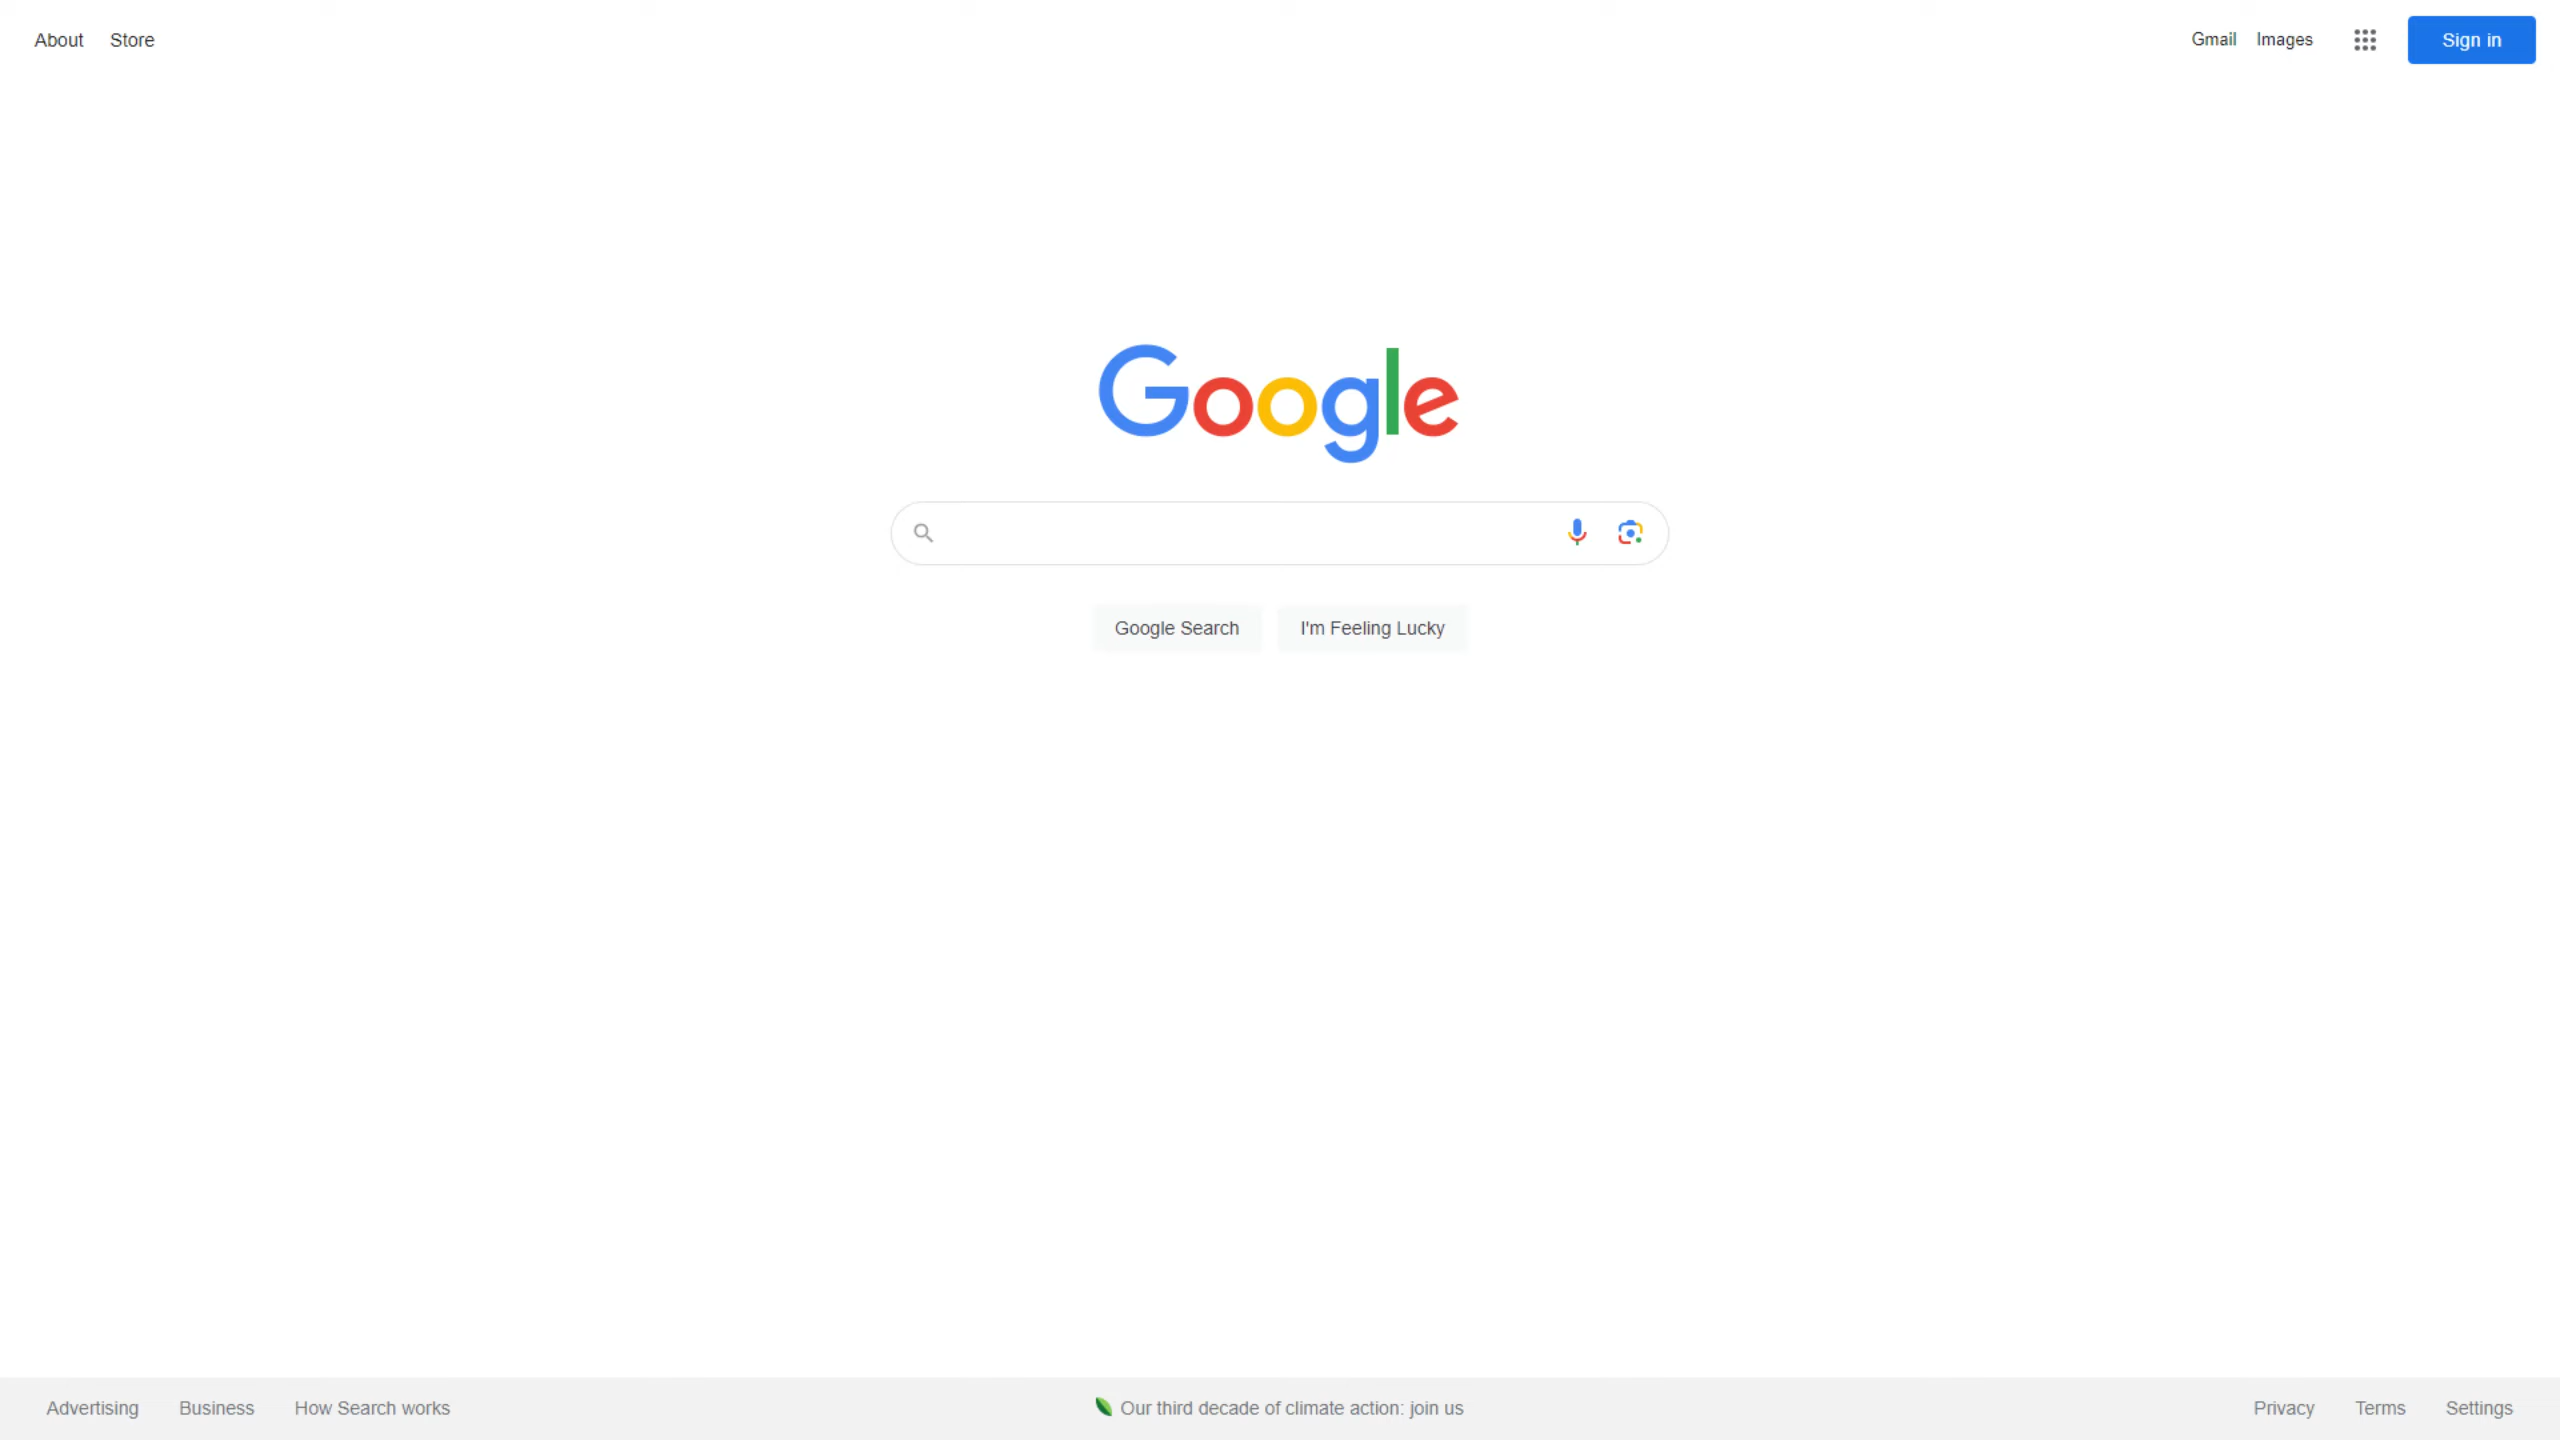 About Store
Gmail Images Sign in
Google
Google Search I'm Feeling Lucky
Advertising Business How Search works
Our third decade of climate action: join us
Privacy Terms Settings